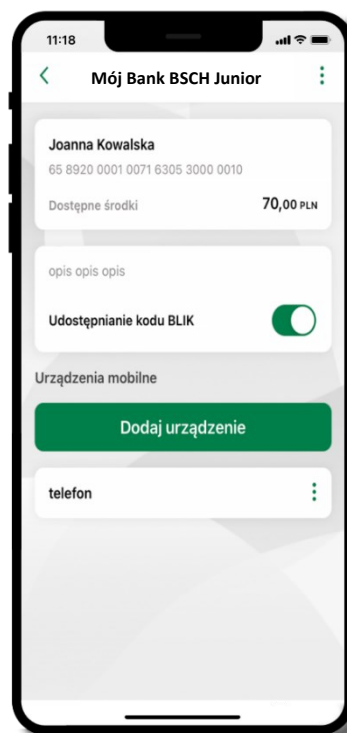 11:18
Mój Bank BSCH Junior
Joanna Kowalska
65 8920 0001 0071 6305 3000 0010
Dostępne środki 70,00 PLN
opis opis opis
Udostępnianie kodu BLIK
Urządzenia mobilne
Dodaj urządzenie
telefon